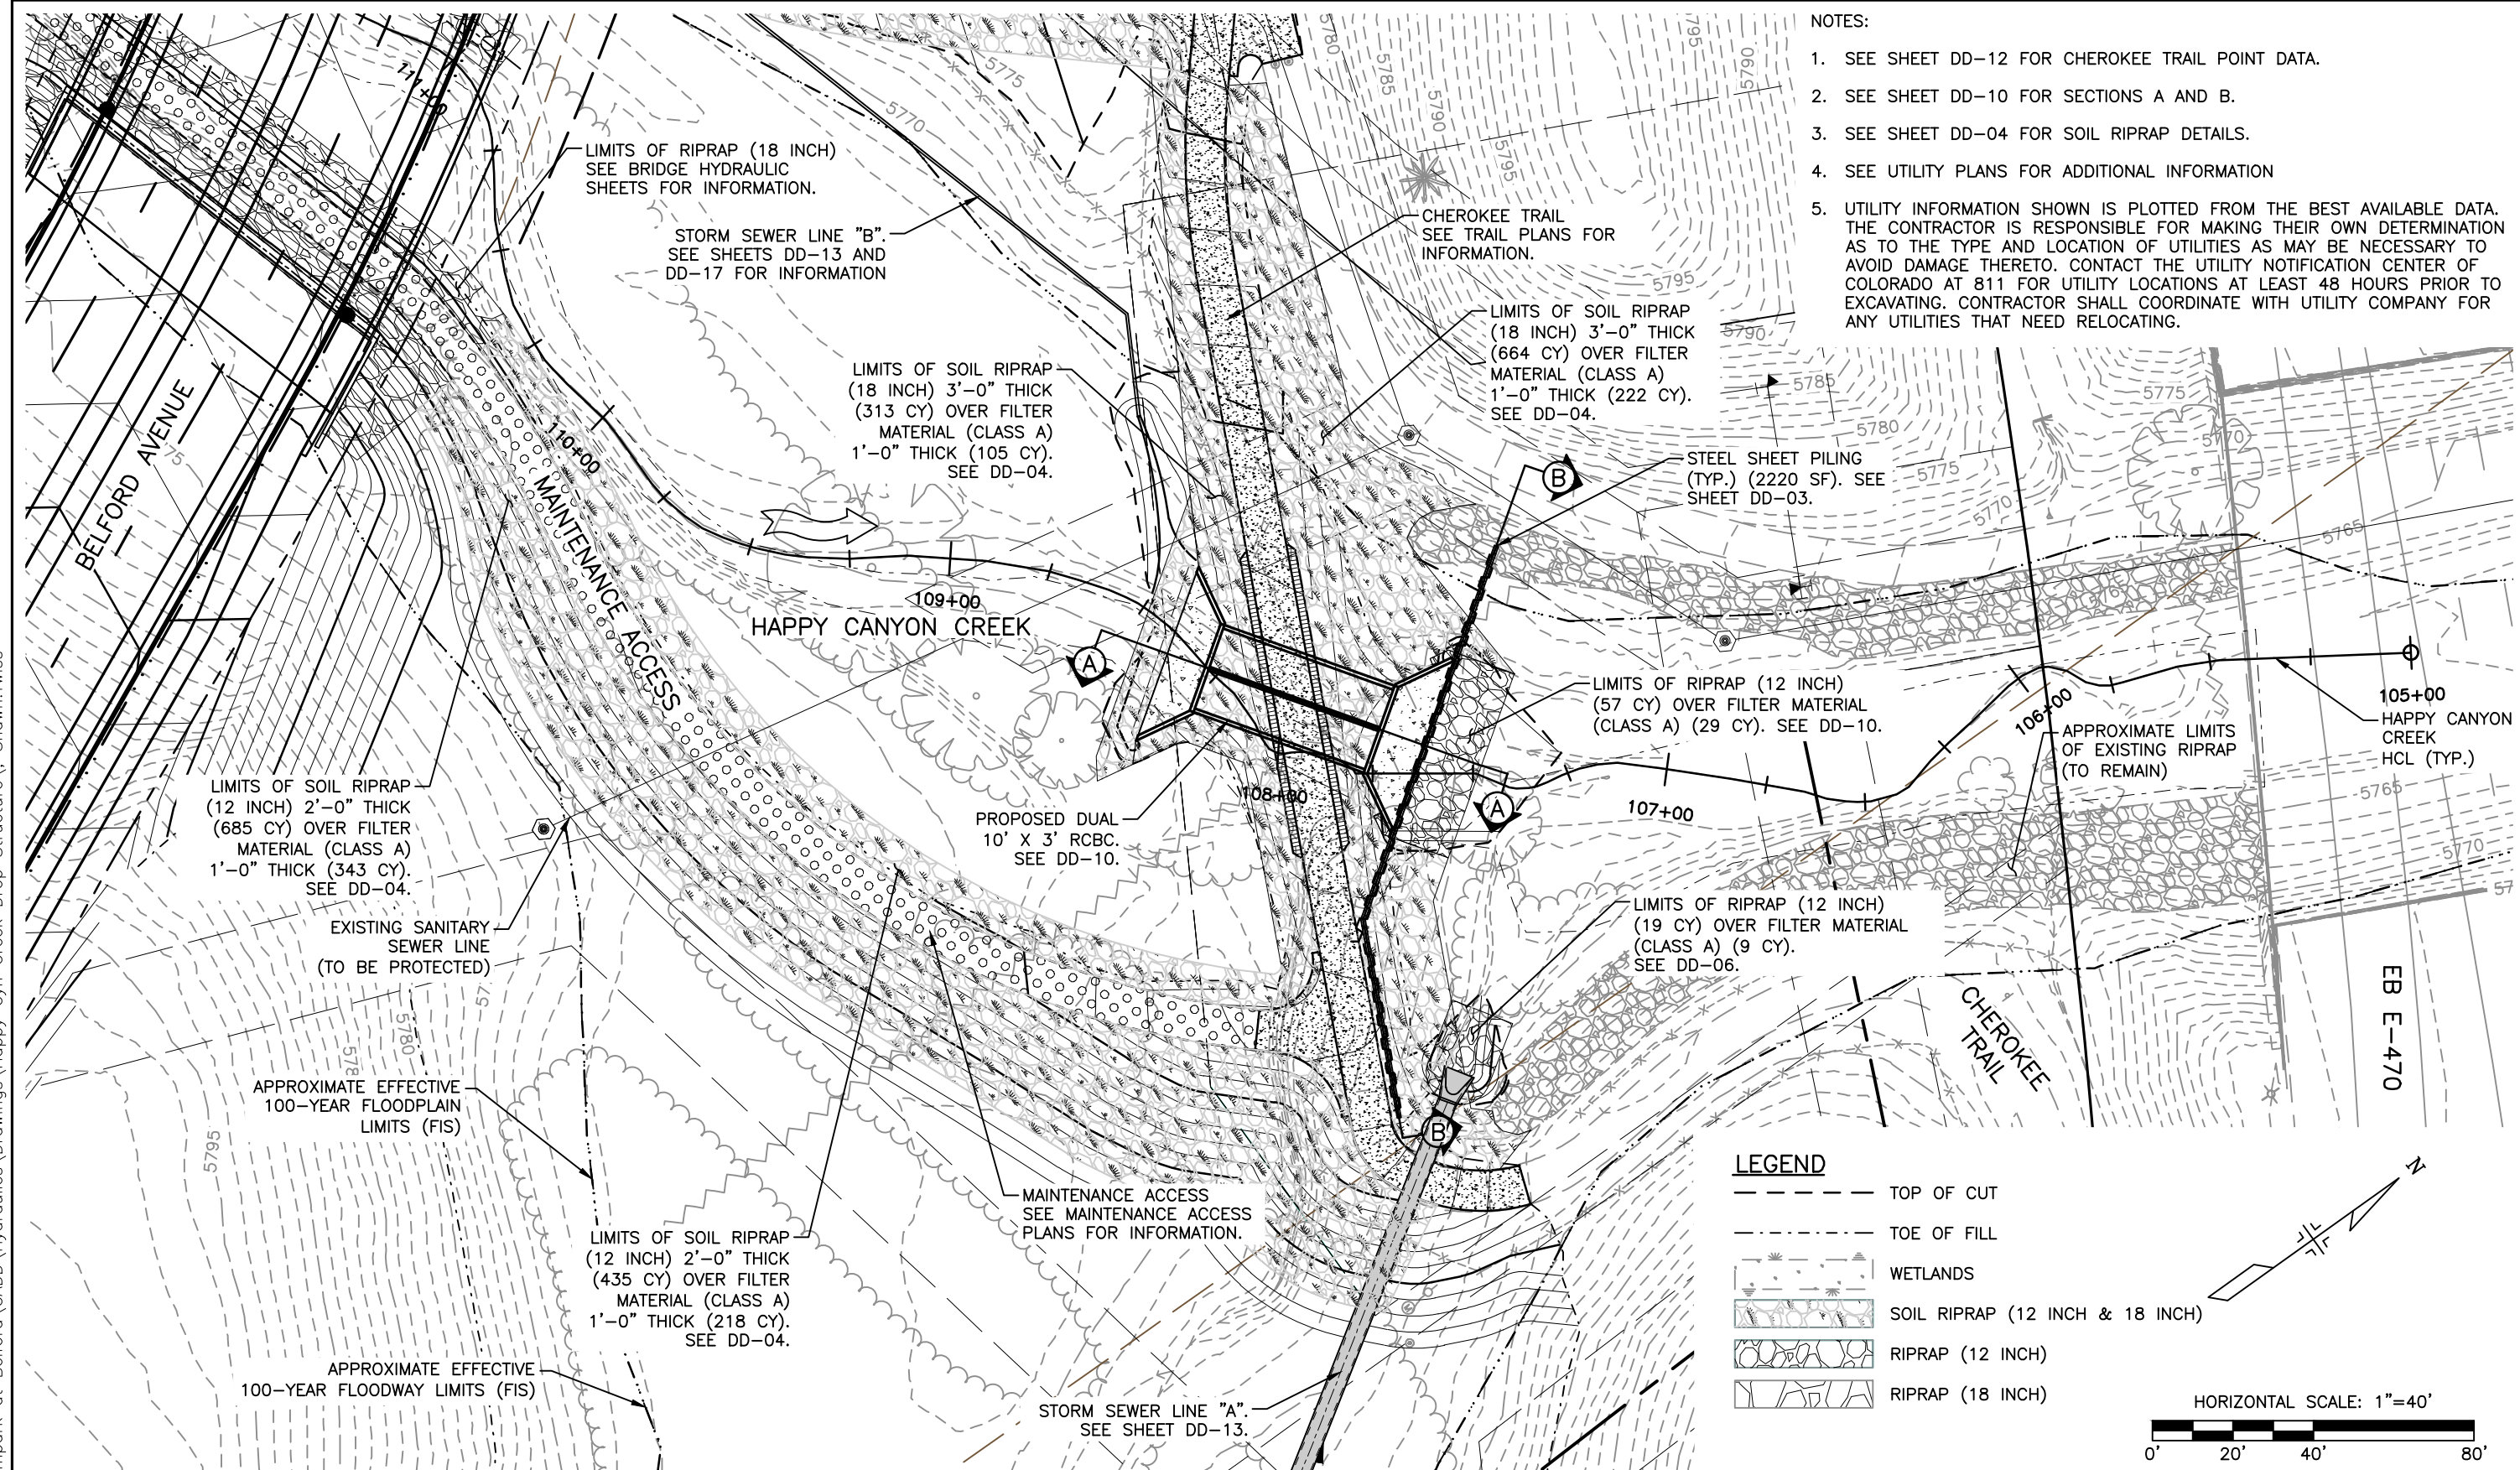 NOTES:
1. SEE SHEET DD-12 FOR CHEROKEE TRAIL POINT DATA.
2. SEE SHEET DD-10 FOR SECTIONS A AND B.
3. SEE SHEET DD-04 FOR SOIL RIPRAP DETAILS.
4. SEE UTILITY PLANS FOR ADDITIONAL INFORMATION
5. UTILITY INFORMATION SHOWN IS PLOTTED FROM THE BEST AVAILABLE DATA.
THE CONTRACTOR IS RESPONSIBLE FOR MAKING THEIR OWN DETERMINATION
AS TO THE TYPE AND LOCATION OF UTILITIES AS MAY BE NECESSARY TO
AVOID DAMAGE THERETO. CONTACT THE UTILITY NOTIFICATION CENTER OF
COLORADO AT 811 FOR UTILITY LOCATIONS AT LEAST 48 HOURS PRIOR TO
EXCAVATING. CONTRACTOR SHALL COORDINATE WITH UTILITY COMPANY FOR
ANY UTILITIES THAT NEED RELOCATING.
111+00
5775
5770
5780
5785
5790
5795
5795
5790
5795
5790
LIMITS OF RIPRAP (18 INCH)
SEE BRIDGE HYDRAULIC
SHEETS FOR INFORMATION.
STORM SEWER LINE "B".
SEE SHEETS DD-13 AND
DD-17 FOR INFORMATION
CHEROKEE TRAIL
SEE TRAIL PLANS FOR
INFORMATION.
LIMITS OF SOIL RIPRAP
(18 INCH) 3'-0" THICK
(664 CY) OVER FILTER
MATERIAL (CLASS A)
1'-0" THICK (222 CY).
SEE DD-04.
LIMITS OF SOIL RIPRAP
(18 INCH) 3'-0" THICK
(313 CY) OVER FILTER
MATERIAL (CLASS A)
1'-0" THICK (105 CY).
SEE DD-04.
5785
5775
5780
5770
5775
5770
5765
BELFORD AVENUE
5775
110+00
MAINTENANCE ACCESS
B
STEEL SHEET PILING
(TYP.) (2220 SF). SEE
SHEET DD-03.
109+00
HAPPY CANYON CREEK
A
LIMITS OF RIPRAP (12 INCH)
(57 CY) OVER FILTER MATERIAL
(CLASS A) (29 CY). SEE DD-10.
106+00
105+00
HAPPY CANYON
CREEK
HCL (TYP.)
APPROXIMATE LIMITS
OF EXISTING RIPRAP
(TO REMAIN)
LIMITS OF SOIL RIPRAP
(12 INCH) 2'-0" THICK
(685 CY) OVER FILTER
MATERIAL (CLASS A)
1'-0" THICK (343 CY).
SEE DD-04.
PROPOSED DUAL
10' X 3' RCBC.
SEE DD-10.
108+00
A
107+00
5765
5770
57
EXISTING SANITARY
SEWER LINE
(TO BE PROTECTED)
LIMITS OF RIPRAP (12 INCH)
(19 CY) OVER FILTER MATERIAL
(CLASS A) (9 CY).
SEE DD-06.
CHEROKEE
TRAIL
EB E-470
5780
5795
APPROXIMATE EFFECTIVE
100-YEAR FLOODPLAIN
LIMITS (FIS)
B
MAINTENANCE ACCESS
SEE MAINTENANCE ACCESS
PLANS FOR INFORMATION.
LIMITS OF SOIL RIPRAP
(12 INCH) 2'-0" THICK
(435 CY) OVER FILTER
MATERIAL (CLASS A)
1'-0" THICK (218 CY).
SEE DD-04.
APPROXIMATE EFFECTIVE
100-YEAR FLOODWAY LIMITS (FIS)
STORM SEWER LINE "A".
SEE SHEET DD-13.
LEGEND
TOP OF CUT
TOE OF FILL
WETLANDS
SOIL RIPRAP (12 INCH & 18 INCH)
RIPRAP (12 INCH)
RIPRAP (18 INCH)
N
HORIZONTAL SCALE: 1"=40'
0' 20' 40' 80'